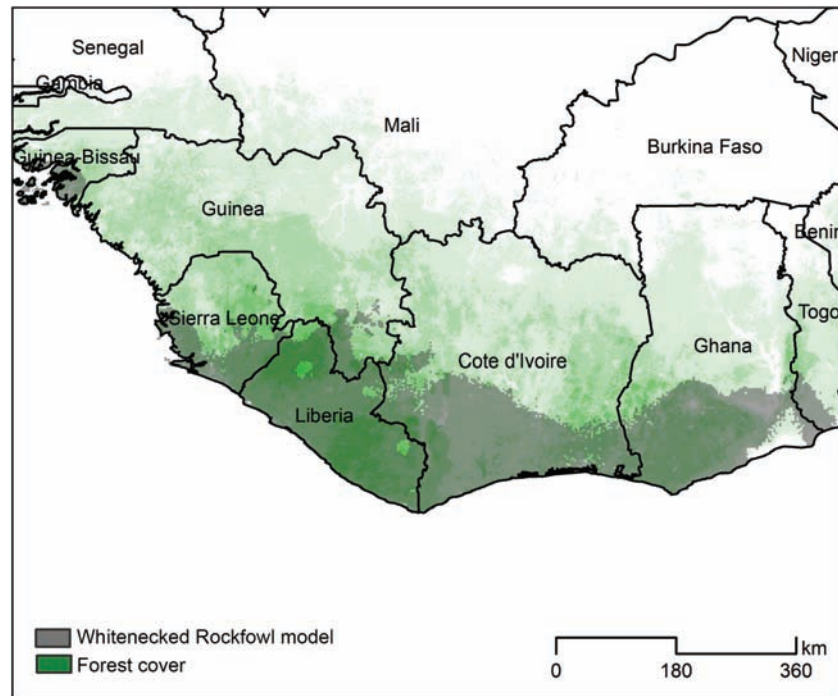 Senegal
Niger
Gambia
Mali
Burkina Faso
Guinea-Bissau
Guinea
Benin
Togo
Sierra Leone
Ghana
Cote d'Ivoire
Liberia
Whitenecked Rockfowl model
Forest cover
km
0 180 360